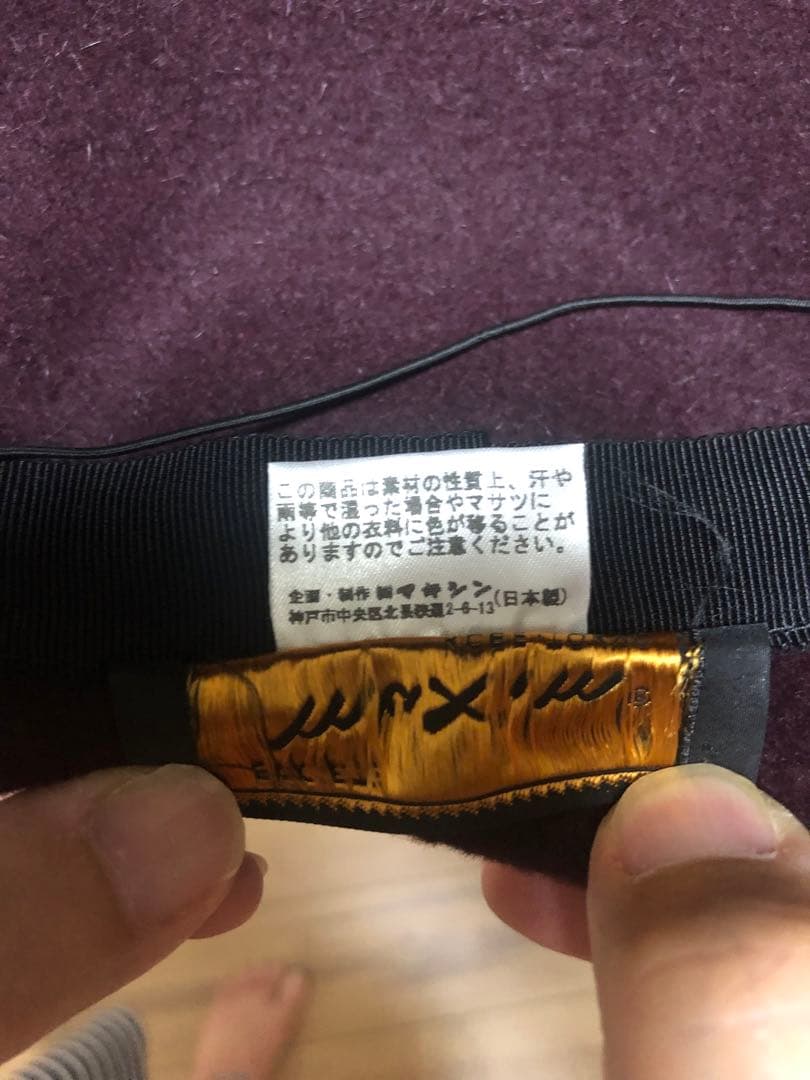 この商品は素材の性質上、汗や
雨等で湿った場合やマサツに
より他の衣料に色が移ることが
ありますのでご注意ください。
企画・制作 ㈱マキシン
神戸市中央区北長狭通2-6-13(日本製)
®